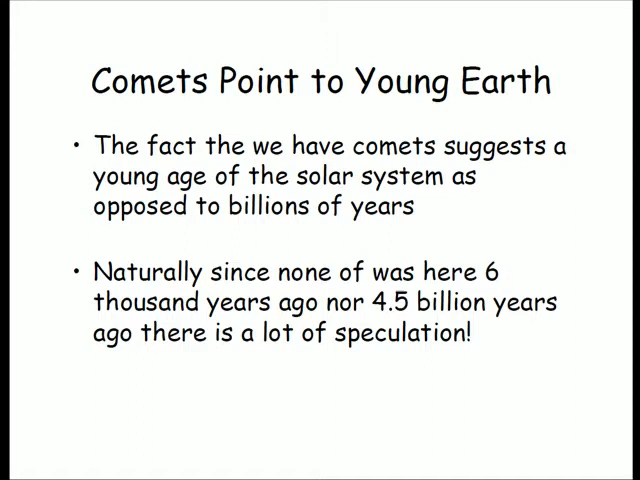 Comets Point to Young Earth
• The fact the we have comets suggests a
young age of the solar system as
opposed to billions of years
• Naturally since none of was here 6
thousand years ago nor 4.5 billion years
ago there is a lot of speculation!